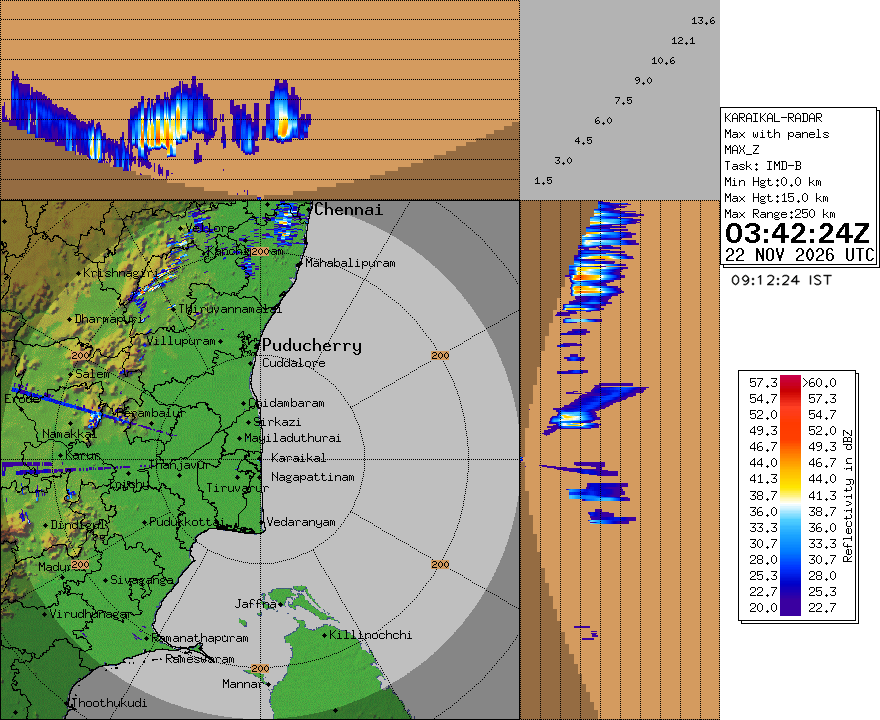 13.6
12.1
10.6
9.0
7.5
6.0
4.5
3.0
1.5
KARAIKAL-RADAR
Max with panels
MAX_Z
Task: IMD-B
Min Hgt:0.0 km
Max Hgt:15.0 km
Max Range:250 km
03:42:24Z
22 NOV 2026 UTC
09:12:24 IST
Chennai
Vellore
200
Mahabalipuram
Krishnagiri
Thiruvannamalai
Dharmapuri
Villupuram
Puducherry
200
200
Cuddalore
Salem
Erode
Chidambaram
Perambalur
Sirkazi
Namakkal
Mayiladuthurai
Karur
Karaikal
Thanjavur
Nagapattinam
Tiruvarur
Dindigul
Pudukkottai
Vedaranyam
200
200
Madurai
Sivaganga
Jaffna
Virudhunagar
Killinochchi
Ramanathapuram
Rameswaram
200
Mannar
Thoothukudi
57.3 >60.0
54.7 57.3
52.0 54.7
49.3 52.0
46.7 49.3
44.0 46.7
41.3 44.0
38.7 41.3
36.0 38.7
33.3 36.0
30.7 33.3
28.0 30.7
25.3 28.0
22.7 25.3
20.0 22.7
Reflectivity in dBZ